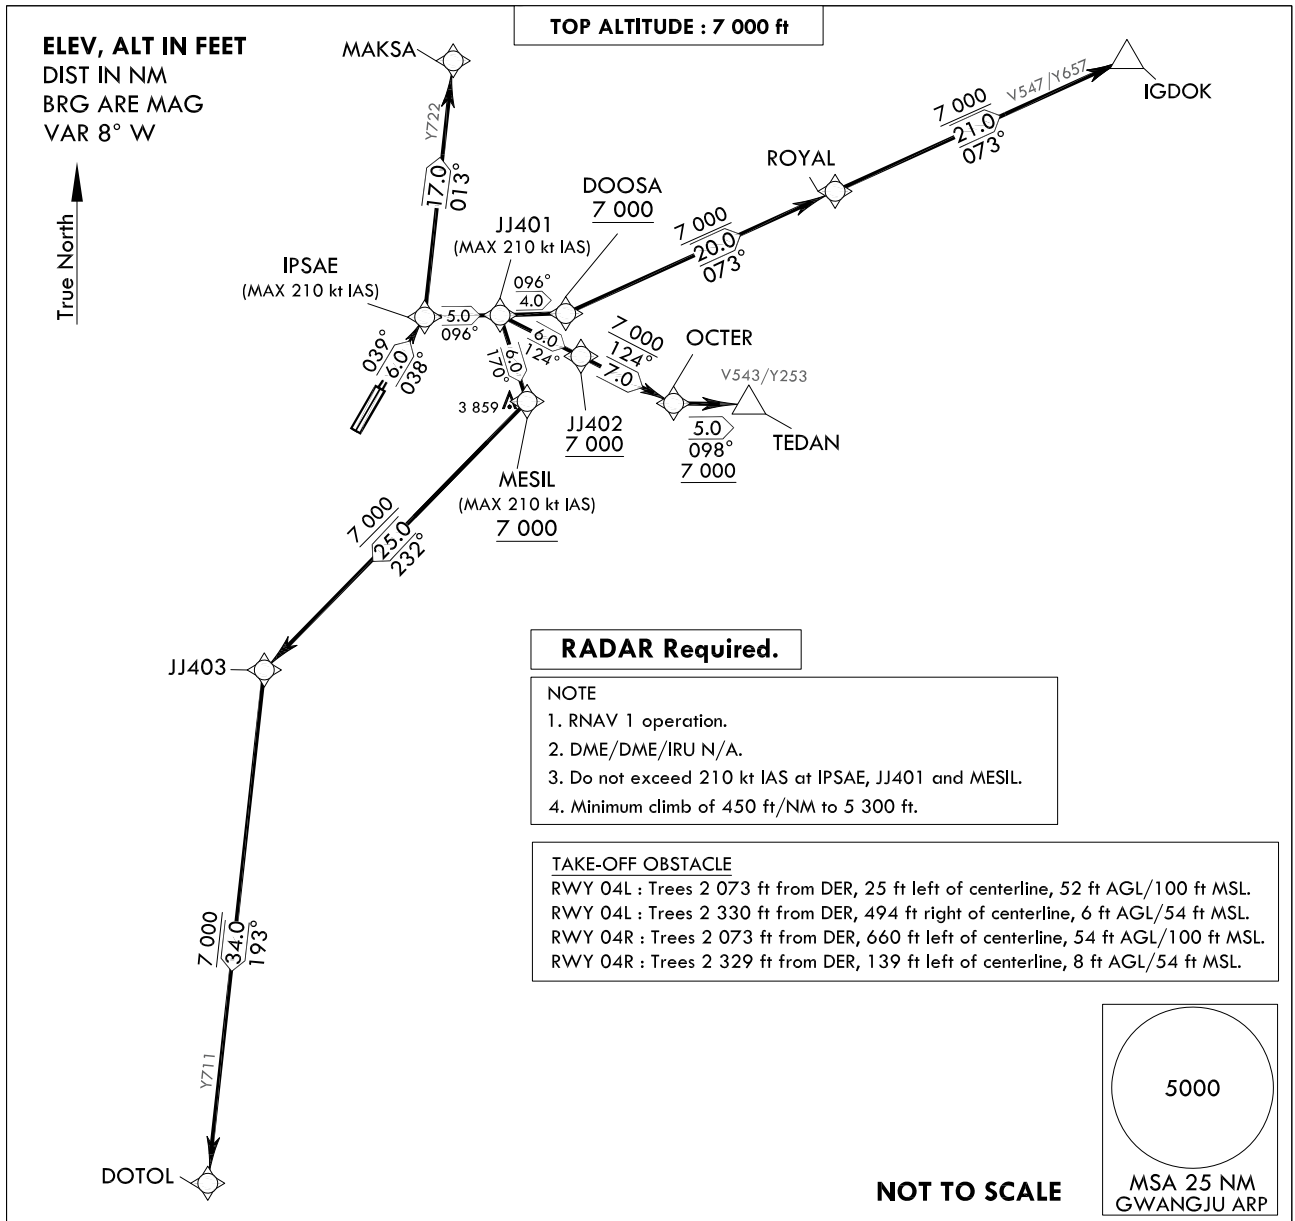 TOP ALTITUDE : 7 000 ft
ELEV, ALT IN FEET
DIST IN NM
BRG ARE MAG
VAR 8° W
True North
MAKSA
Y722
17.0
013°
IGDOK
V547/Y657
7 000
21.0
073°
ROYAL
DOOSA
7 000
7 000
20.0
073°
JJ401
(MAX 210 kt IAS)
IPSAE
(MAX 210 kt IAS)
096°
4.0
5.0
096°
039°
6.0
038°
6.0
170°
6.0
124°
7 000
124°
7.0
OCTER
V543/Y253
TEDAN
5.0
098°
7 000
3 859
JJ402
7 000
MESIL
(MAX 210 kt IAS)
7 000
7 000
25.0
232°
JJ403
7 000
34.0
193°
Y711
DOTOL
RADAR Required.
NOTE
1. RNAV 1 operation.
2. DME/DME/IRU N/A.
3. Do not exceed 210 kt IAS at IPSAE, JJ401 and MESIL.
4. Minimum climb of 450 ft/NM to 5 300 ft.
TAKE-OFF OBSTACLE
RWY 04L : Trees 2 073 ft from DER, 25 ft left of centerline, 52 ft AGL/100 ft MSL.
RWY 04L : Trees 2 330 ft from DER, 494 ft right of centerline, 6 ft AGL/54 ft MSL.
RWY 04R : Trees 2 073 ft from DER, 660 ft left of centerline, 54 ft AGL/100 ft MSL.
RWY 04R : Trees 2 329 ft from DER, 139 ft left of centerline, 8 ft AGL/54 ft MSL.
5000
MSA 25 NM
GWANGJU ARP
NOT TO SCALE